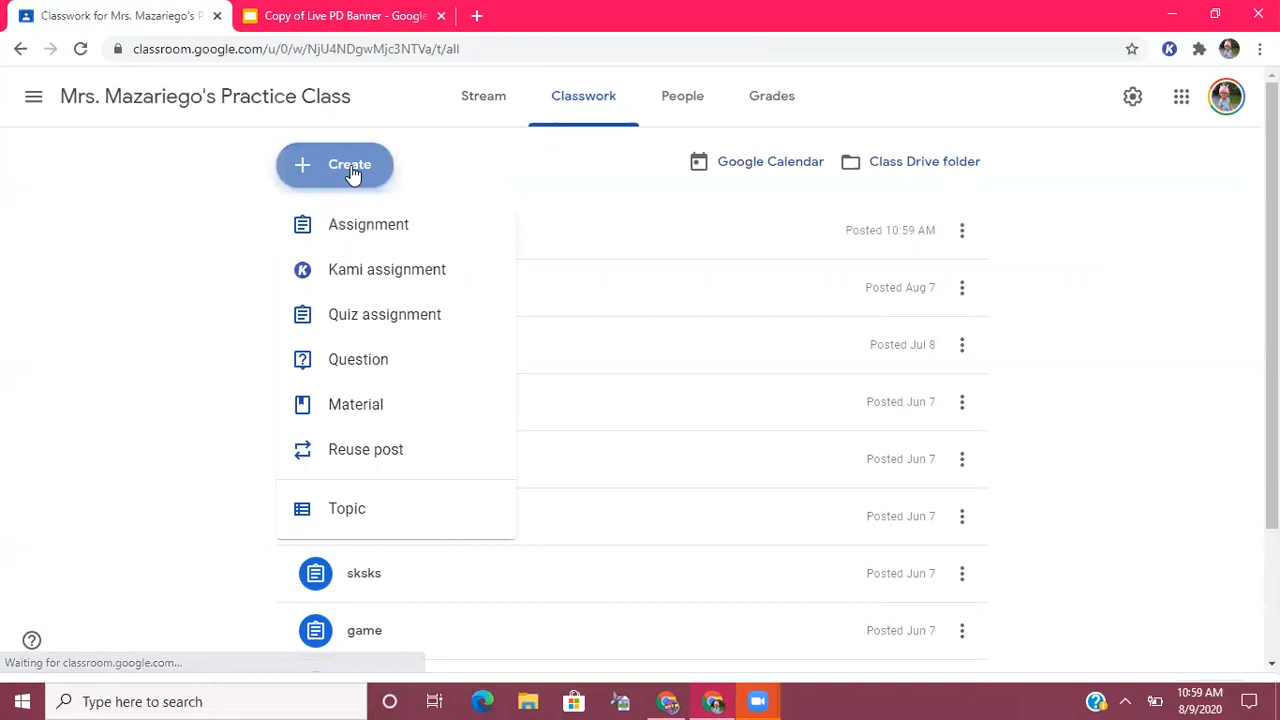 Classwork for Mrs. Mazariego's P
Copy of Live PD Banner - Google
classroom.google.com/u/0/w/NjU4NDgwMjc3NTVa/t/all
Mrs. Mazariego's Practice Class
Stream
Classwork
People
Grades
Create
Google Calendar
Class Drive folder
Assignment
Posted 10:59 AM
Kami assignment
Posted Aug 7
Quiz assignment
Posted Jul 8
Question
Material
Posted Jun 7
Reuse post
Posted Jun 7
Topic
Posted Jun 7
sksks
Posted Jun 7
game
Posted Jun 7
Waiting for classroom.google.com...
Type here to search
10:59 AM
8/9/2020